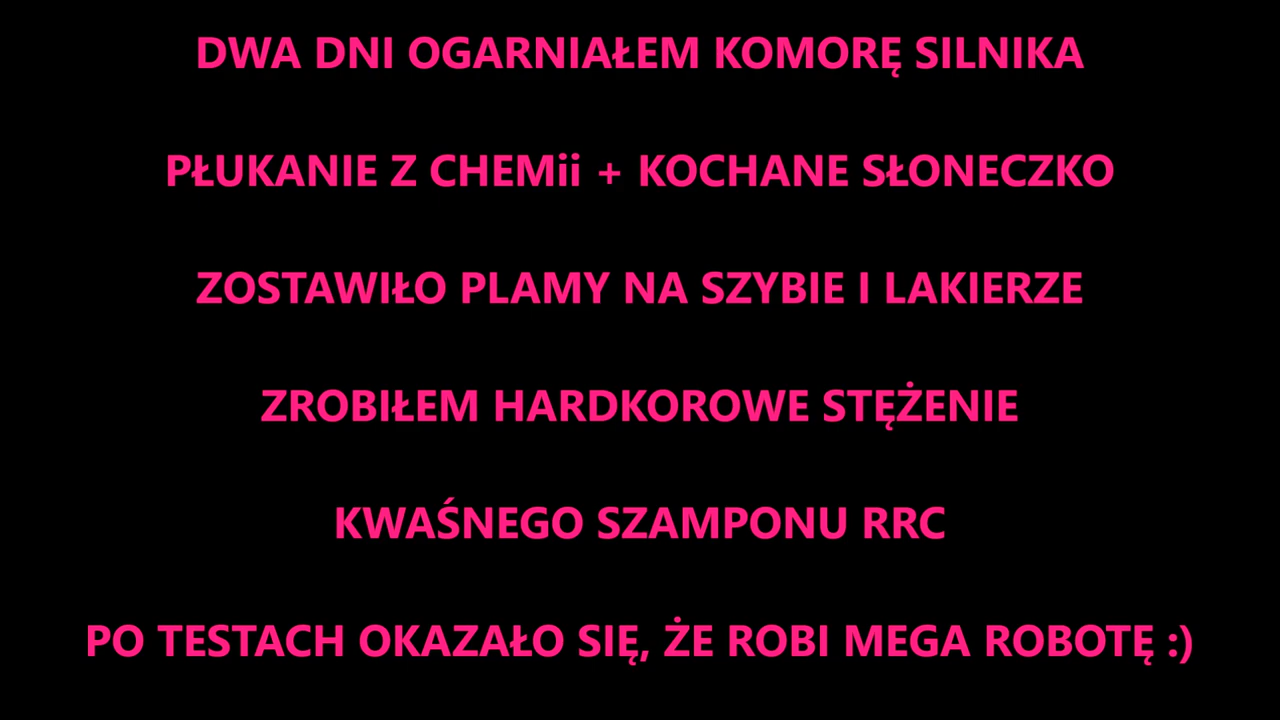 DWA DNI OGARNIAŁEM KOMORĘ SILNIKA
PŁUKANIE Z CHEMii + KOCHANE SŁONECZKO
ZOSTAWIŁO PLAMY NA SZYBIE I LAKIERZE
ZROBIŁEM HARDKOROWE STĘŻENIE
KWAŚNEGO SZAMPONU RRC
PO TESTACH OKAZAŁO SIĘ, ŻE ROBI MEGA ROBOTĘ :)